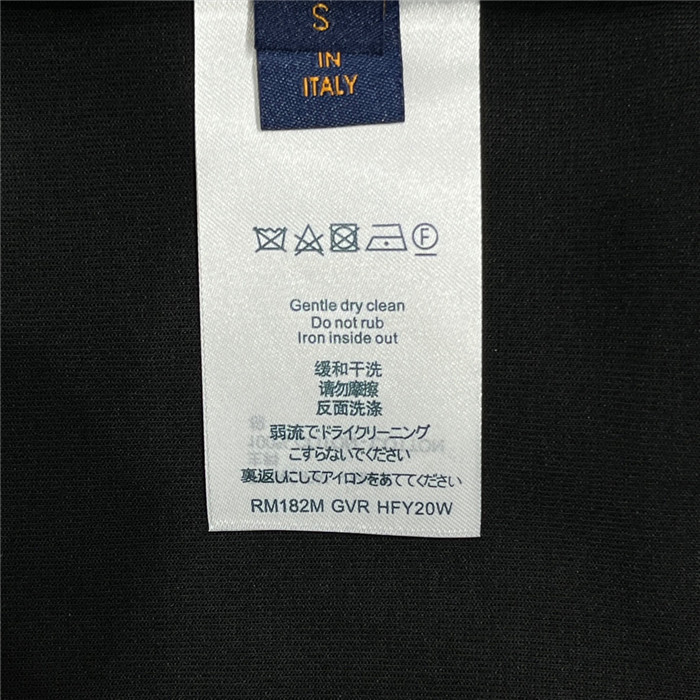 S
IN
ITALY
F
Gentle dry clean
Do not rub
Iron inside out
缓和干洗
请勿摩擦
反面洗涤
弱流でドライクリーニング
こすらないでください
裏返しにしてアイロンをあててください
RM182M GVR HFY20W